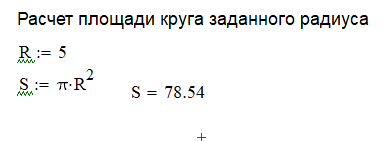 Расчет площади круга заданного радиуса
R := 5
S := π·R²
S = 78.54